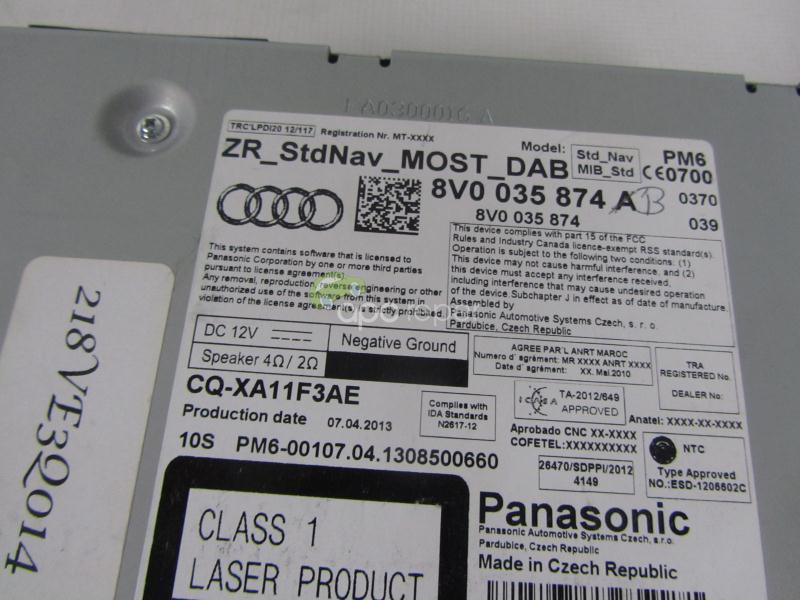 TRC'LPDI20 12/117 Registration Nr. MT-XXXX
Model: Std_Nav PM6
ZR_StdNav_MOST_DAB MIB_Std CE0700
8V0 035 874 A B 0370
8V0 035 874 039
This system contains software that is licensed to
Panasonic Corporation by one or more third parties
pursuant to license agreement(s).
Any removal, reproduction, reverse engineering or other
unauthorized use of the software from this system
in violation of the license agreement(s) is strictly prohibited.
This device complies with part 15 of the FCC
Rules and Industry Canada licence-exempt RSS standard(s).
Operation is subject to the following two conditions: (1)
This device may not cause harmful interference, and (2)
this device must accept any interference received,
including interference that may cause undesired operation
of the device Subchapter J in effect as of date of manufacture.
Assembled by
Panasonic Automotive Systems Czech, s. r. o.
Pardubice, Czech Republic
DC 12V Negative Ground
Speaker 4Ω / 2Ω
AGREE PAR L'ANRT MAROC
Numero d'agrément: MR XXXX ANRT XXXX
Date d'agrément: XX. Mai.2010
TRA
REGISTERED No.
DEALER No.:
CQ-XA11F3AE
Production date 07.04.2013
Complies with
IDA Standards
N2617-12
ICASA TA-2012/649
APPROVED
Anatel: XXXX-XX-XXXX
Aprobado CNC XX-XXXX
COFETEL:XXXXXXXXXX
10S PM6-00107.04.1308500660
26470/SDPPI/2012
4149
NTC
Type Approved
NO.:ESD-1206602C
CLASS 1
LASER PRODUCT
Panasonic
Panasonic Automotive Systems Czech, s.r.o.
Pardubice, Czech Republic
Made in Czech Republic
218VE3Q014